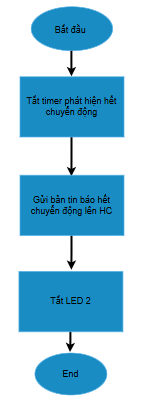 Bắt đầu
Tắt timer phát hiện hết
chuyển động
Gửi bản tin báo hết
chuyển động lên HC
Tắt LED 2
End